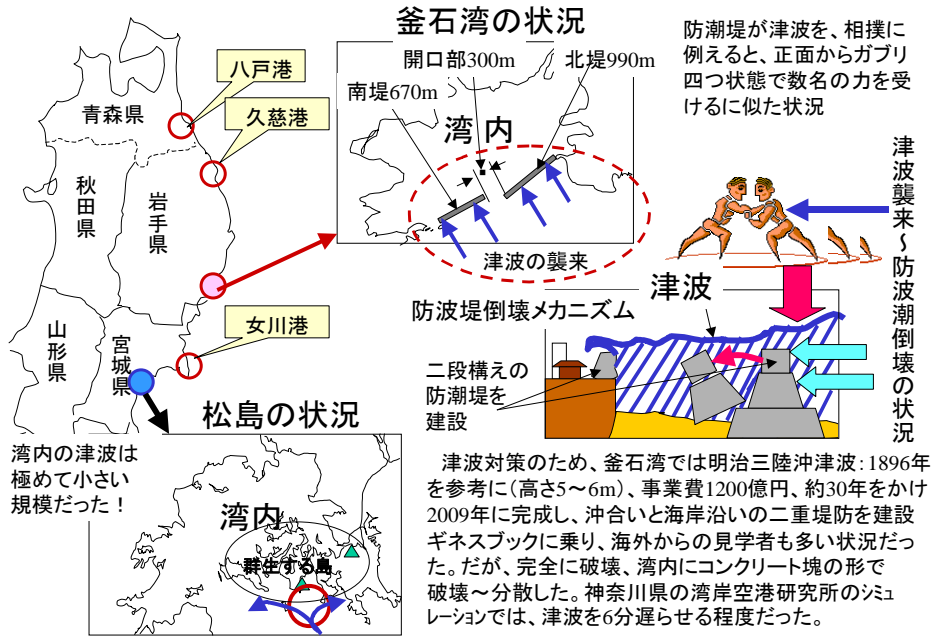 釜石湾の状況
開口部300m
北堤990m
南堤670m
湾内
津波の襲来
八戸港
久慈港
女川港
青森県
秋田県
岩手県
山形県
宮城県
防潮堤が津波を、相撲に
例えると、正面からガブリ
四つ状態で数名の力を受
けるに似た状況
津波襲来～防波潮倒壊の状況
津波
防波堤倒壊メカニズム
二段構えの
防潮堤を
建設
松島の状況
湾内の津波は
極めて小さい
規模だった！
湾内
群生する島
津波対策のため、釜石湾では明治三陸沖津波：1896年
を参考に（高さ5～6m）、事業費1200億円、約30年をかけ
2009年に完成し、沖合いと海岸沿いの二重堤防を建設
ギネスブックに乗り、海外からの見学者も多い状況だっ
た。だが、完全に破壊、湾内にコンクリート塊の形で
破壊～分散した。神奈川県の湾岸空港研究所のシミュ
レーションでは、津波を6分遅らせる程度だった。